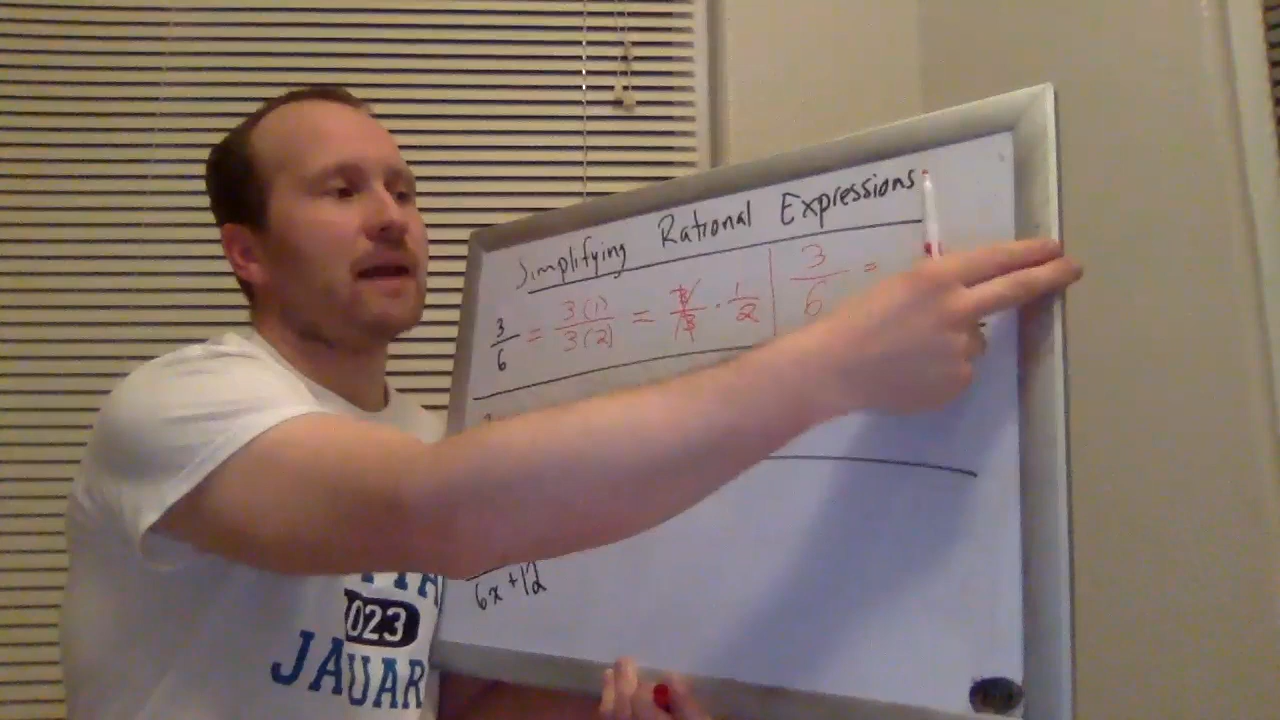 Simplifying Rational Expressions
3/6 = 3(1)/3(2) = 3/3 · 1/2 | 3/6 =
6x+12
023
JAUAR